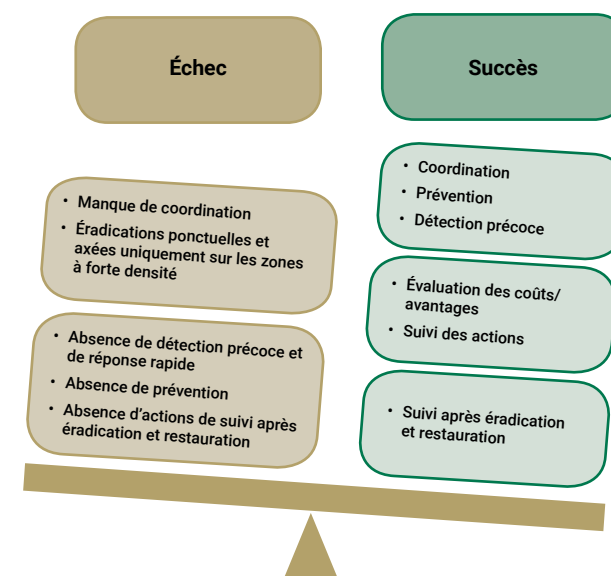 Échec
• Manque de coordination
• Éradications ponctuelles et
axées uniquement sur les zones
à forte densité
• Absence de détection précoce et
de réponse rapide
• Absence de prévention
• Absence d'actions de suivi après
éradication et restauration
Succès
• Coordination
• Prévention
• Détection précoce
• Évaluation des coûts/
avantages
• Suivi des actions
• Suivi après éradication
et restauration